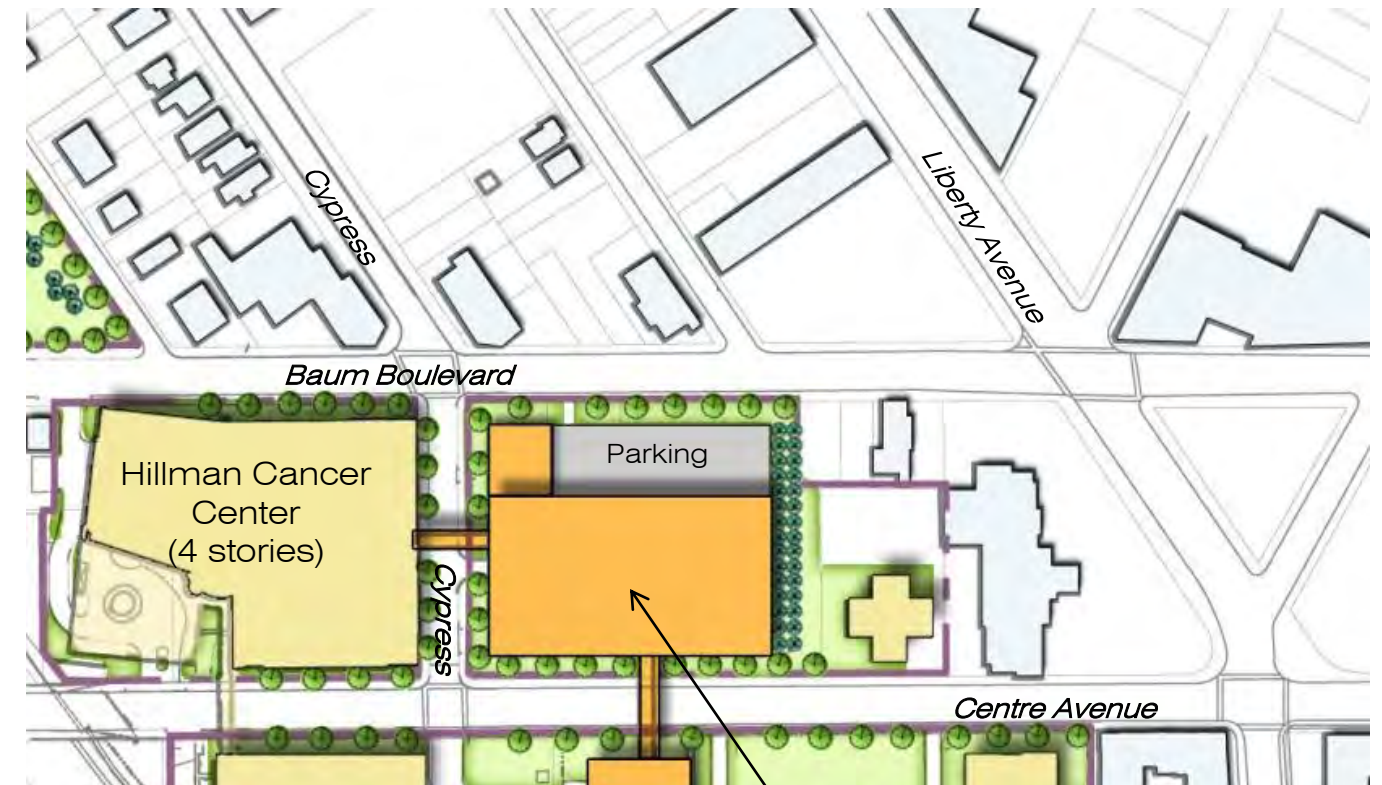 Cypress
Liberty Avenue
Baum Boulevard
Parking
Hillman Cancer
Center
(4 stories)
Cypress
Centre Avenue